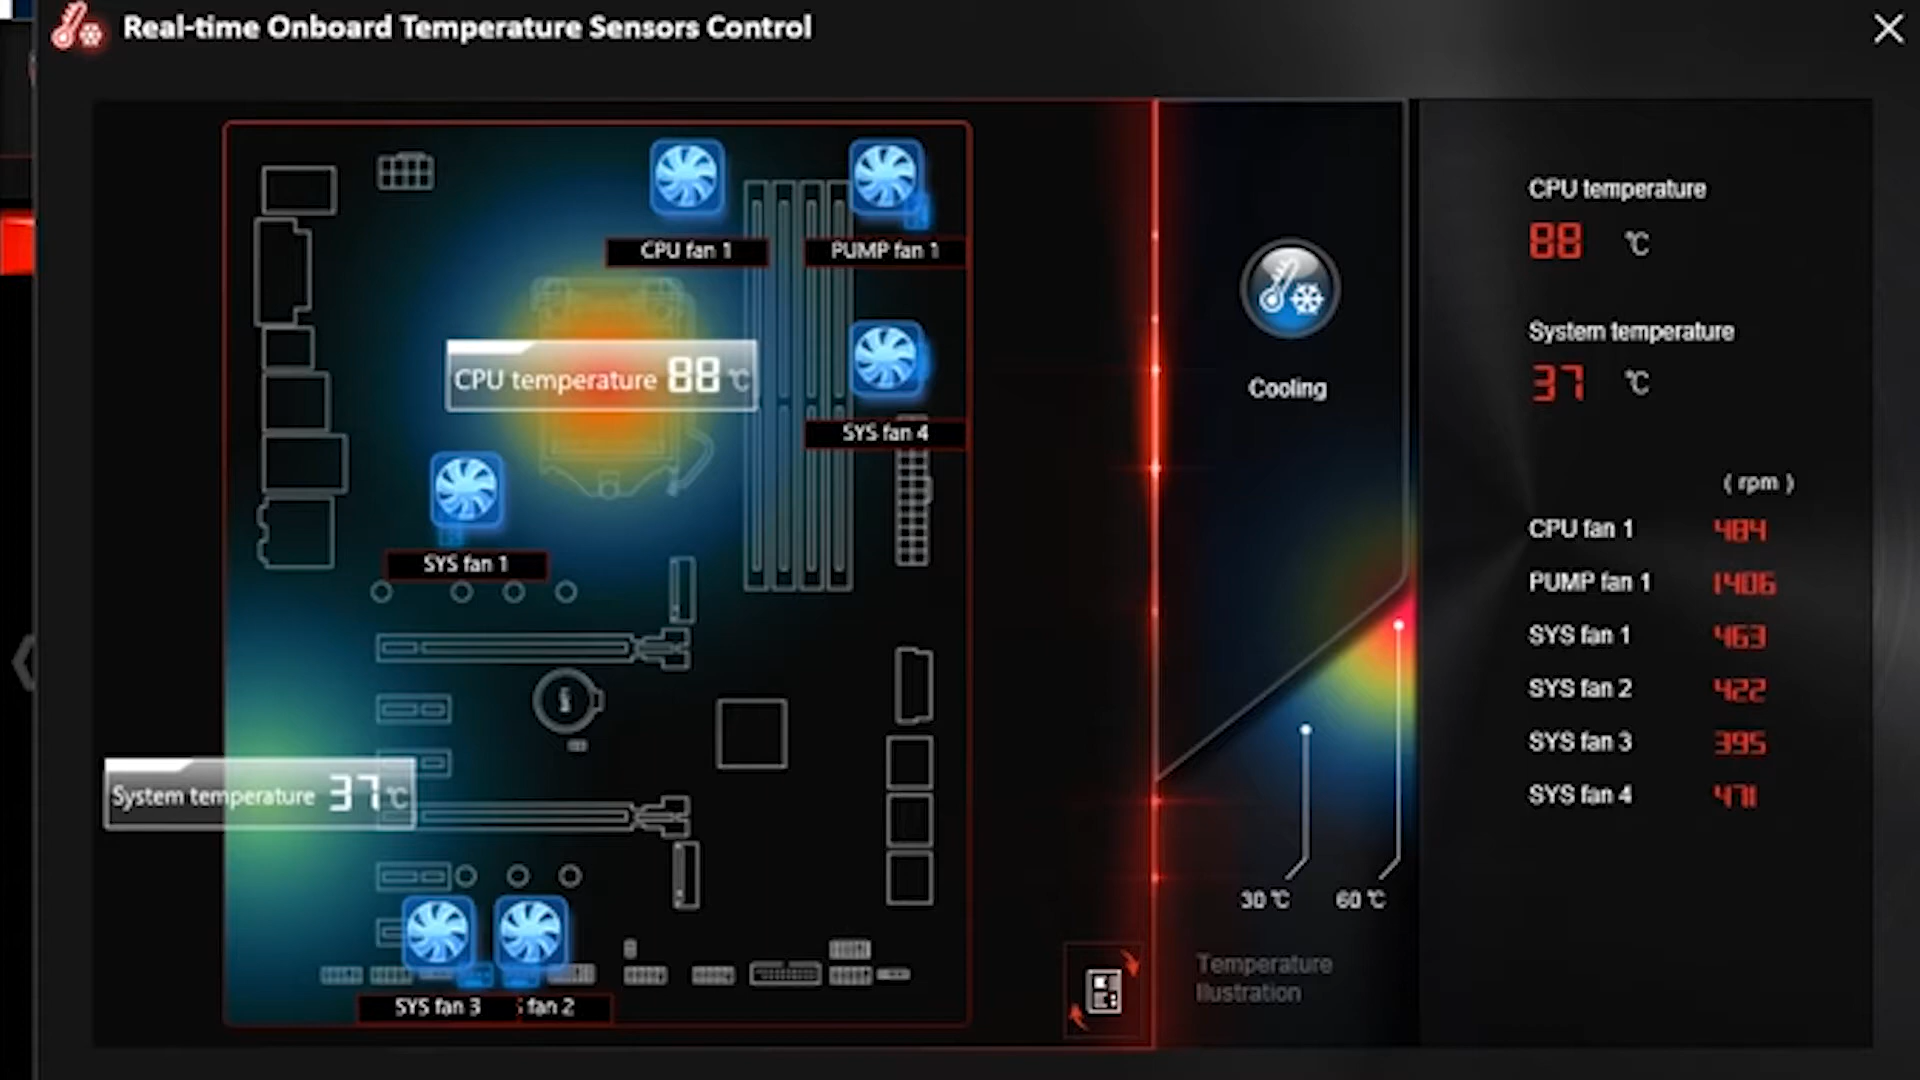 Real-time Onboard Temperature Sensors Control
CPU fan 1
PUMP fan 1
CPU temperature 88 ℃
SYS fan 4
SYS fan 1
System temperature 37 ℃
SYS fan 3
fan 2
Cooling
30 ℃
60 ℃
Temperature
Illustration
CPU temperature
88 ℃
System temperature
37 ℃
( rpm )
CPU fan 1 484
PUMP fan 1 1406
SYS fan 1 463
SYS fan 2 422
SYS fan 3 395
SYS fan 4 471